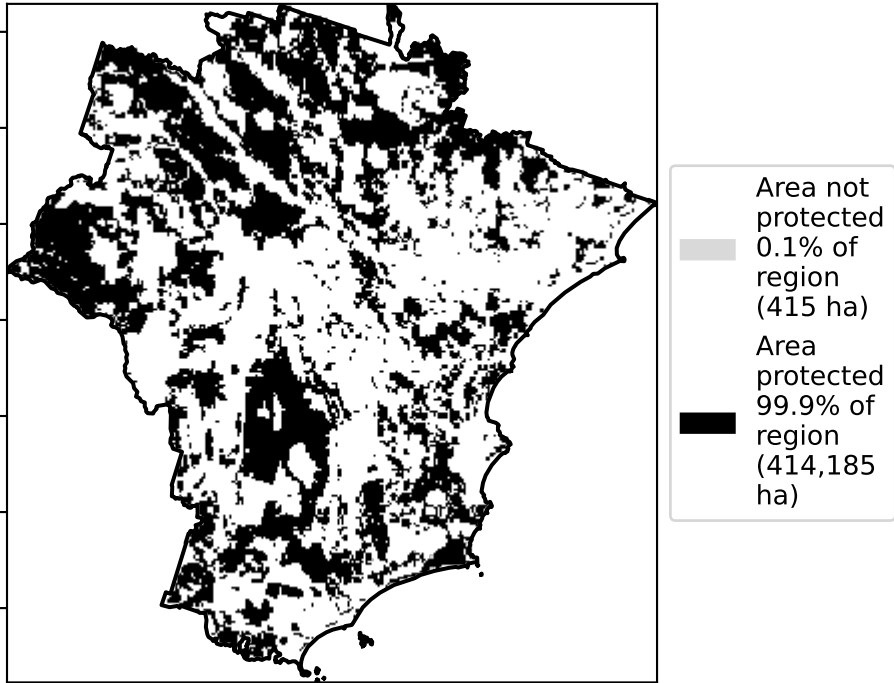 Area not
protected
0.1% of
region
(415 ha)
Area
protected
99.9% of
region
(414,185
ha)